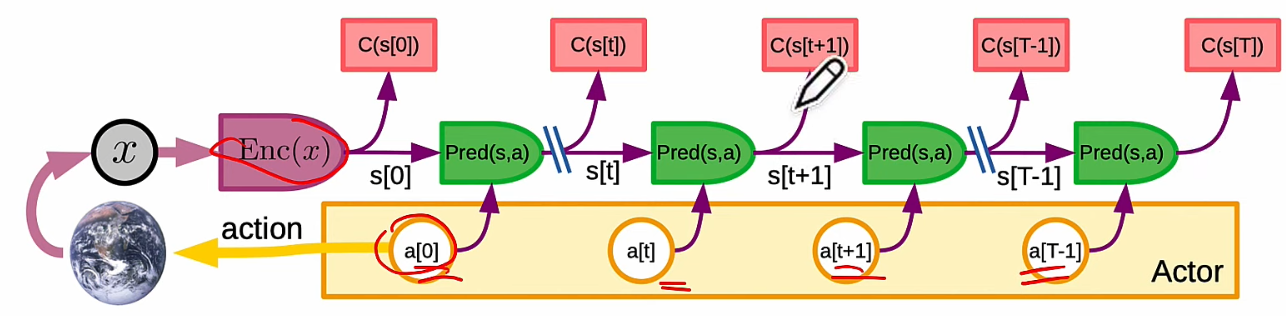 C(s[0])
C(s[t])
C(s[t+1])
C(s[T-1])
C(s[T])
x
Enc(x)
Pred(s,a)
Pred(s,a)
Pred(s,a)
Pred(s,a)
s[0]
s[t]
s[t+1]
s[T-1]
action
a[0]
a[t]
a[t+1]
a[T-1]
Actor